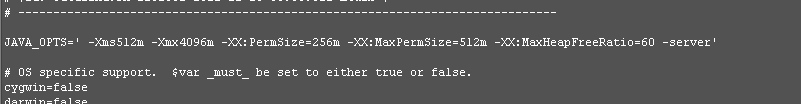 # -----------------------------------------------------------------------------
JAVA_OPTS=' -Xms512m -Xmx4096m -XX:PermSize=256m -XX:MaxPermSize=512m -XX:MaxHeapFreeRatio=60 -server'
# OS specific support.  $var _must_ be set to either true or false.
cygwin=false
darwin=false